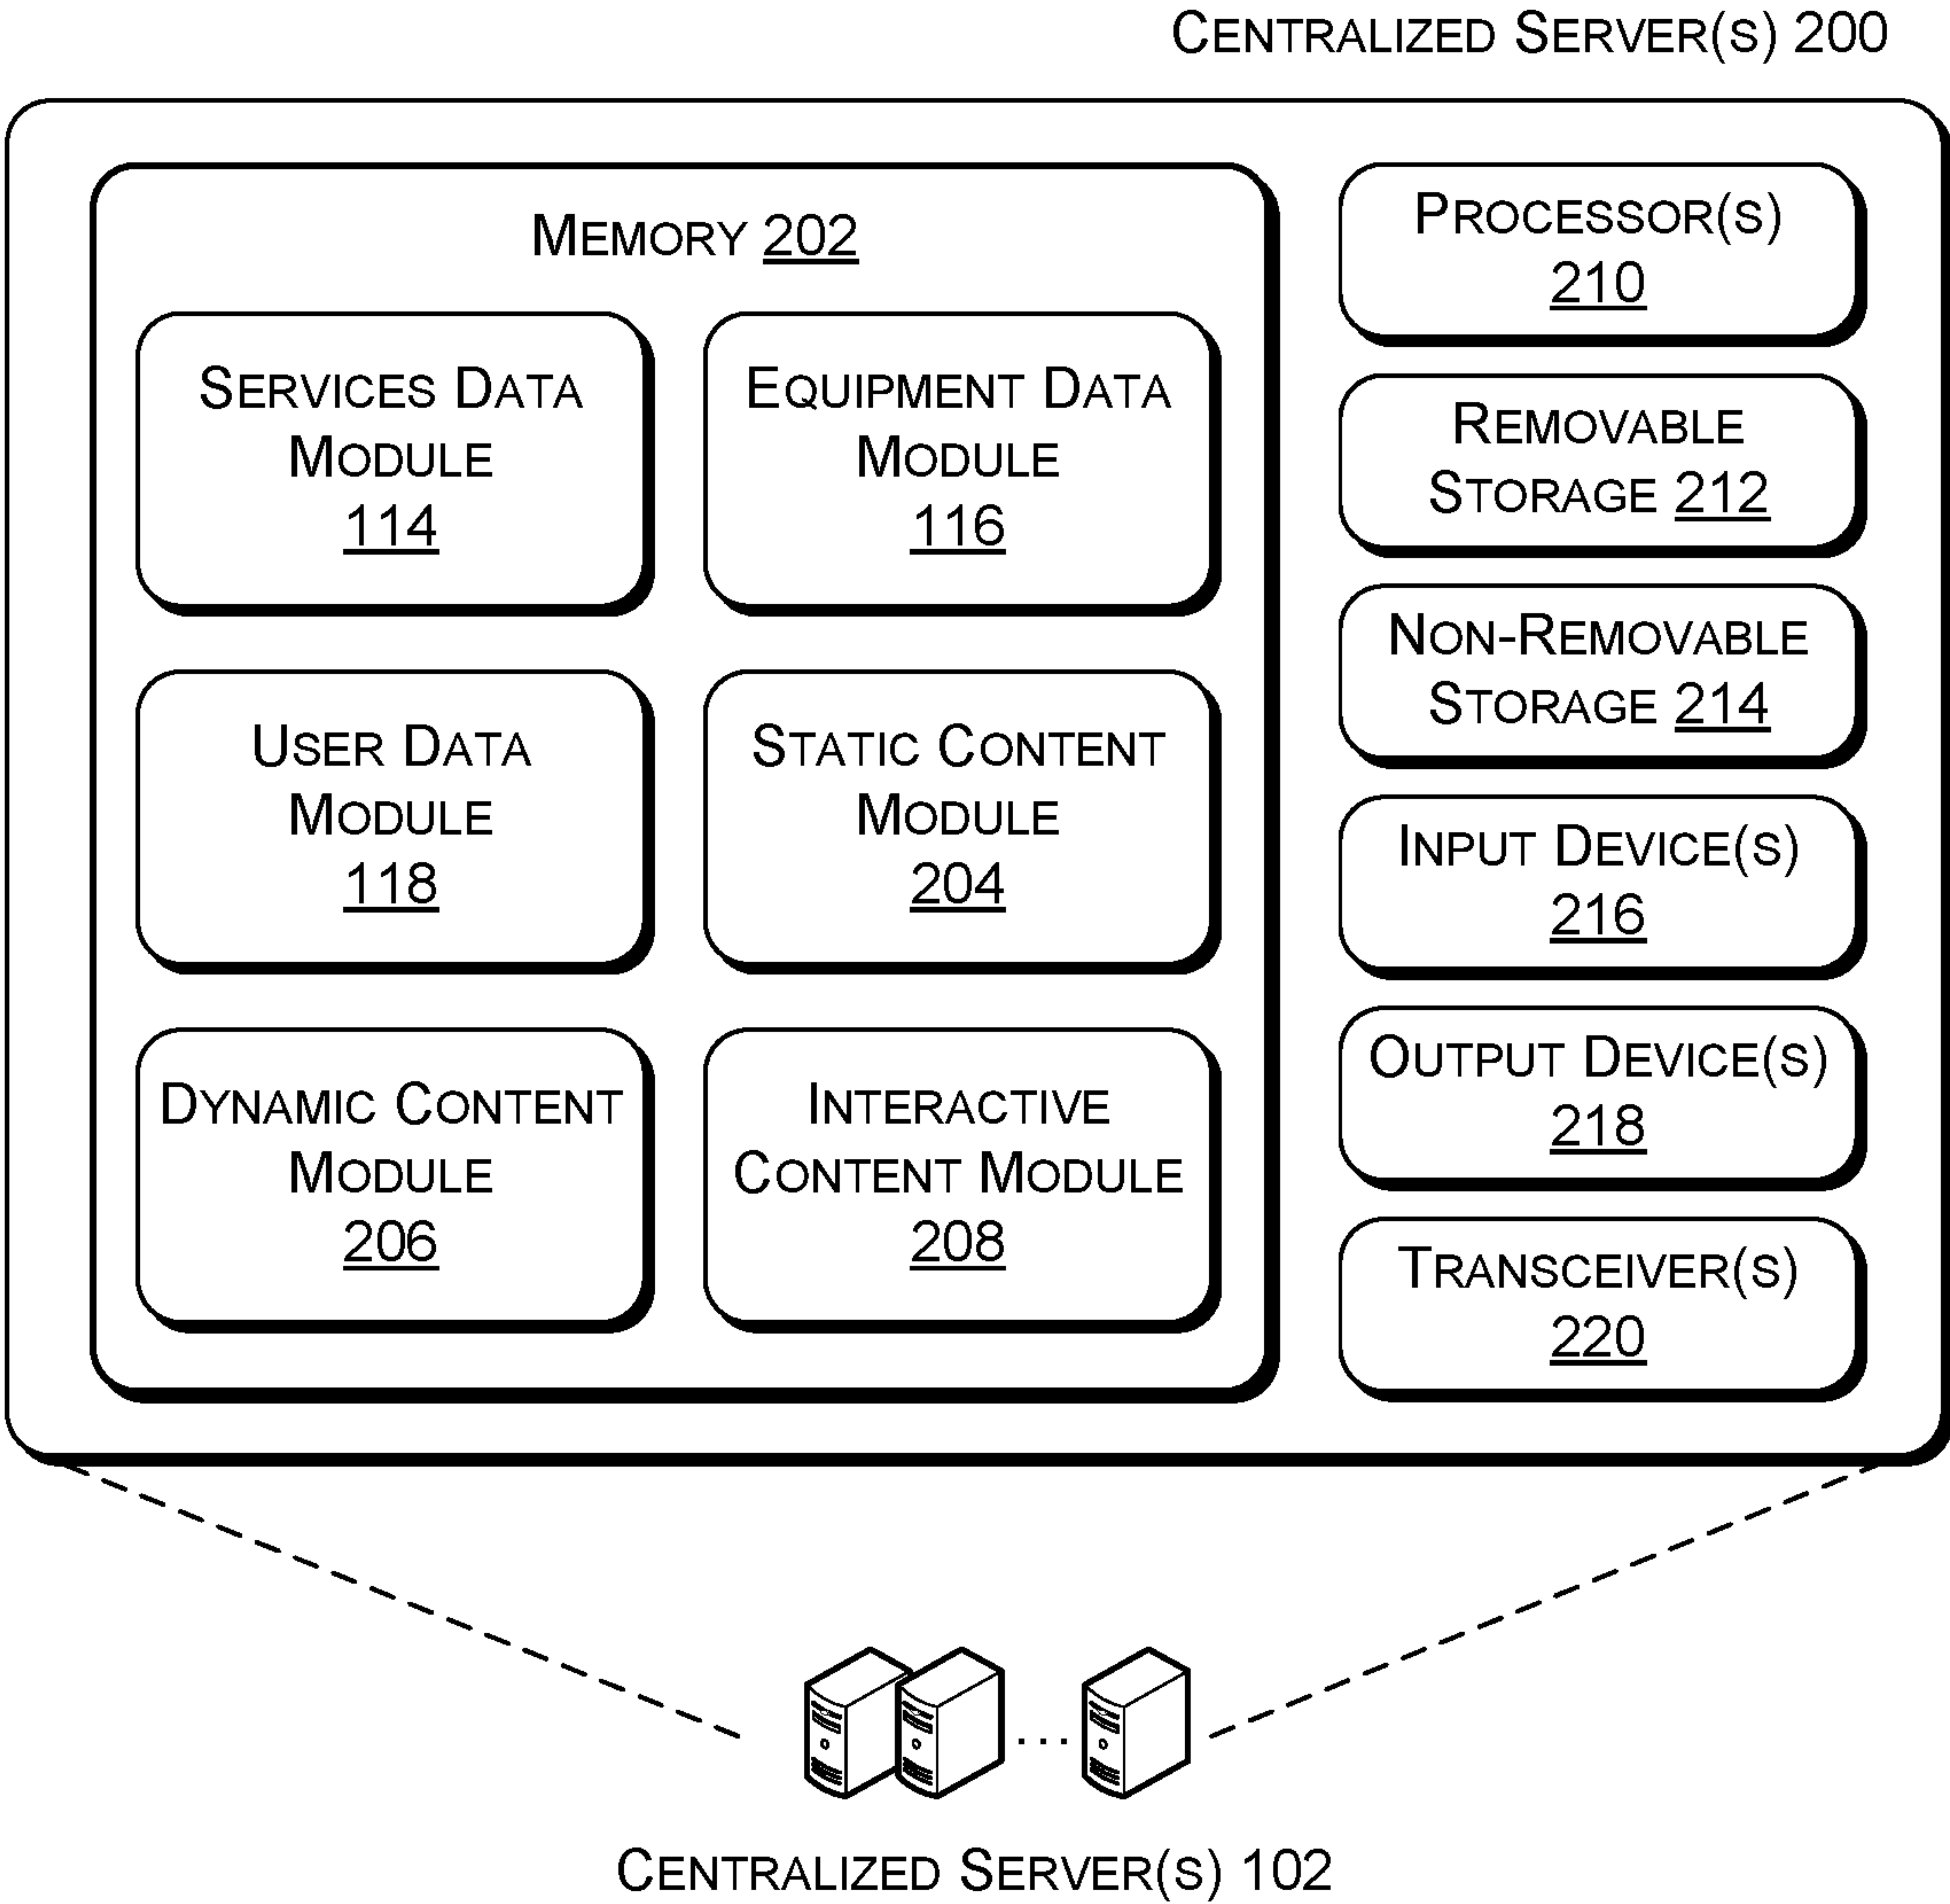 CENTRALIZED SERVER(S) 200
MEMORY 202
SERVICES DATA
MODULE
114
EQUIPMENT DATA
MODULE
116
USER DATA
MODULE
118
STATIC CONTENT
MODULE
204
DYNAMIC CONTENT
MODULE
206
INTERACTIVE
CONTENT MODULE
208
PROCESSOR(S)
210
REMOVABLE
STORAGE 212
NON-REMOVABLE
STORAGE 214
INPUT DEVICE(S)
216
OUTPUT DEVICE(S)
218
TRANSCEIVER(S)
220
...
CENTRALIZED SERVER(S) 102